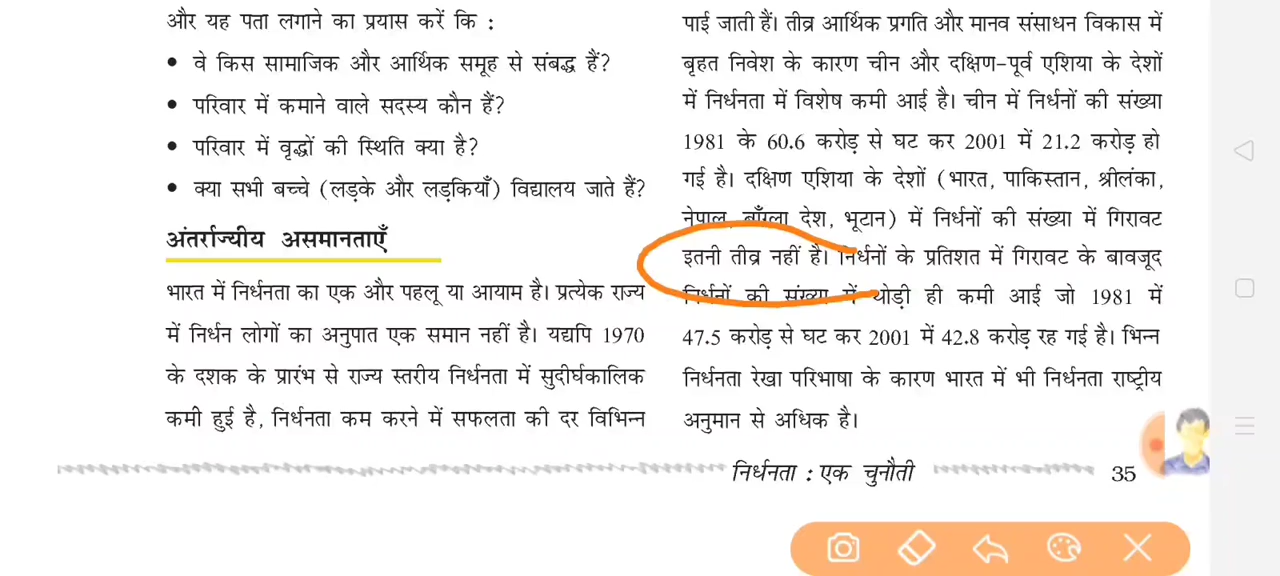 और यह पता लगाने का प्रयास करें कि :
• वे किस सामाजिक और आर्थिक समूह से संबद्ध हैं?
• परिवार में कमाने वाले सदस्य कौन हैं?
• परिवार में वृद्धों की स्थिति क्या है?
• क्या सभी बच्चे (लड़के और लड़कियाँ) विद्यालय जाते हैं?
अंतर्राज्यीय असमानताएँ
भारत में निर्धनता का एक और पहलू या आयाम है। प्रत्येक राज्य
में निर्धन लोगों का अनुपात एक समान नहीं है। यद्यपि 1970
के दशक के प्रारंभ से राज्य स्तरीय निर्धनता में सुदीर्घकालिक
कमी हुई है, निर्धनता कम करने में सफलता की दर विभिन्न
पाई जाती हैं। तीव्र आर्थिक प्रगति और मानव संसाधन विकास में
बृहत निवेश के कारण चीन और दक्षिण-पूर्व एशिया के देशों
में निर्धनता में विशेष कमी आई है। चीन में निर्धनों की संख्या
1981 के 60.6 करोड़ से घट कर 2001 में 21.2 करोड़ हो
गई है। दक्षिण एशिया के देशों (भारत, पाकिस्तान, श्रीलंका,
नेपाल, बाँग्ला देश, भूटान) में निर्धनों की संख्या में गिरावट
इतनी तीव्र नहीं है। निर्धनों के प्रतिशत में गिरावट के बावजूद
निर्धनों की संख्या में थोड़ी ही कमी आई जो 1981 में
47.5 करोड़ से घट कर 2001 में 42.8 करोड़ रह गई है। भिन्न
निर्धनता रेखा परिभाषा के कारण भारत में भी निर्धनता राष्ट्रीय
अनुमान से अधिक है।
निर्धनता : एक चुनौती 35